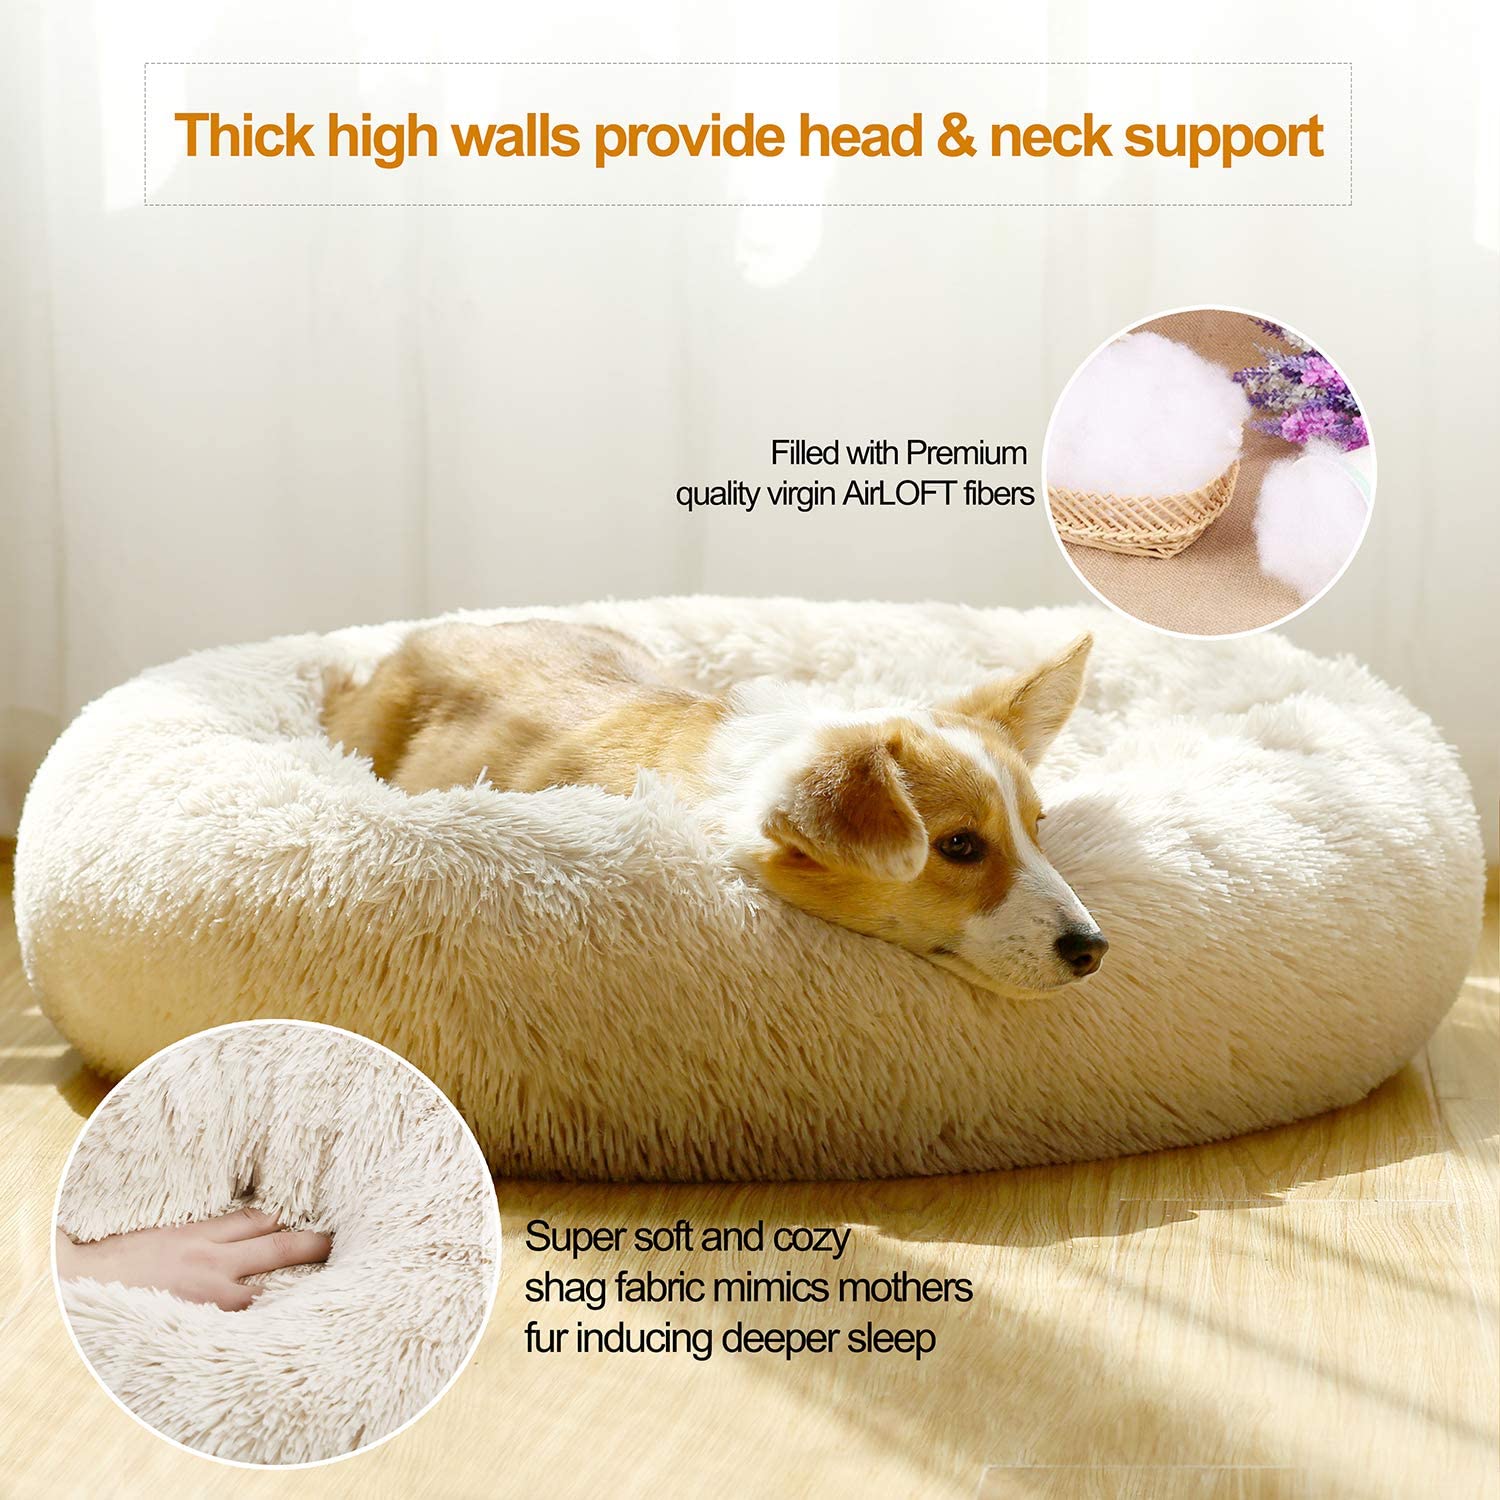 Thick high walls provide head & neck support
Filled with Premium
quality virgin AirLOFT fibers
Super soft and cozy
shag fabric mimics mothers
fur inducing deeper sleep